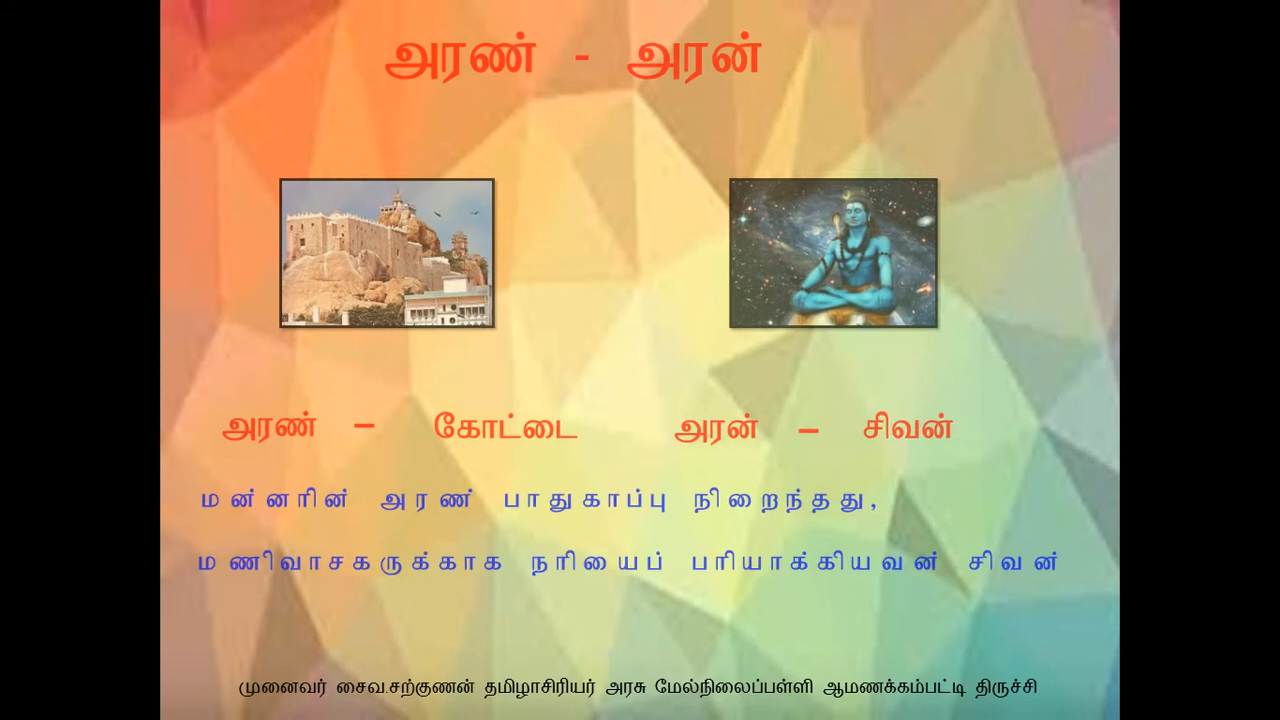 அரண் - அரன்
அரண் – கோட்டை அரன் – சிவன்
மன்னரின் அரண் பாதுகாப்பு நிறைந்தது,
மணிவாசகருக்காக நரியைப் பரியாக்கியவன் சிவன்
முனைவர் சைவ.சற்குணன் தமிழாசிரியர் அரசு மேல்நிலைப்பள்ளி ஆமணக்கம்பட்டி திருச்சி